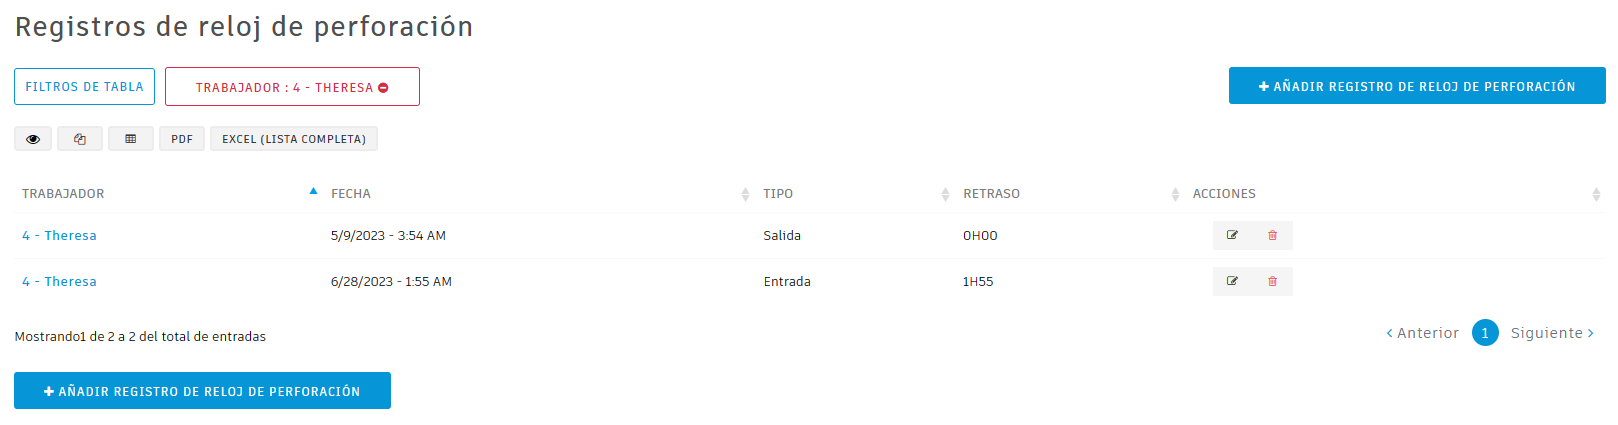 Registros de reloj de perforación
FILTROS DE TABLA
TRABAJADOR : 4 - THERESA
AÑADIR REGISTRO DE RELOJ DE PERFORACIÓN
PDF
EXCEL (LISTA COMPLETA)
TRABAJADOR FECHA TIPO RETRASO ACCIONES
4 - Theresa 5/9/2023 - 3:54 AM Salida 0H00
4 - Theresa 6/28/2023 - 1:55 AM Entrada 1H55
Mostrando1 de 2 a 2 del total de entradas
Anterior 1 Siguiente
AÑADIR REGISTRO DE RELOJ DE PERFORACIÓN